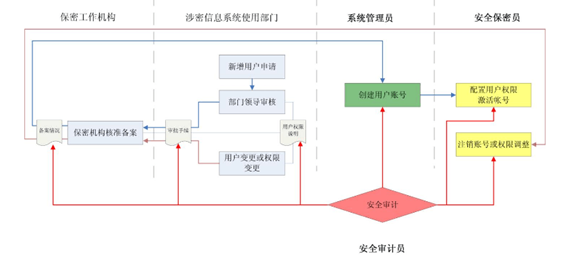 保密工作机构
涉密信息系统使用部门
系统管理员
安全保密员
新增用户申请
部门领导审核
创建用户账号
配置用户权限
激活帐号
备案情况
保密机构核准备案
审核手续
用户权限
说明
注销账号或权限调整
用户变更或权限
变更
安全审计
安全审计员